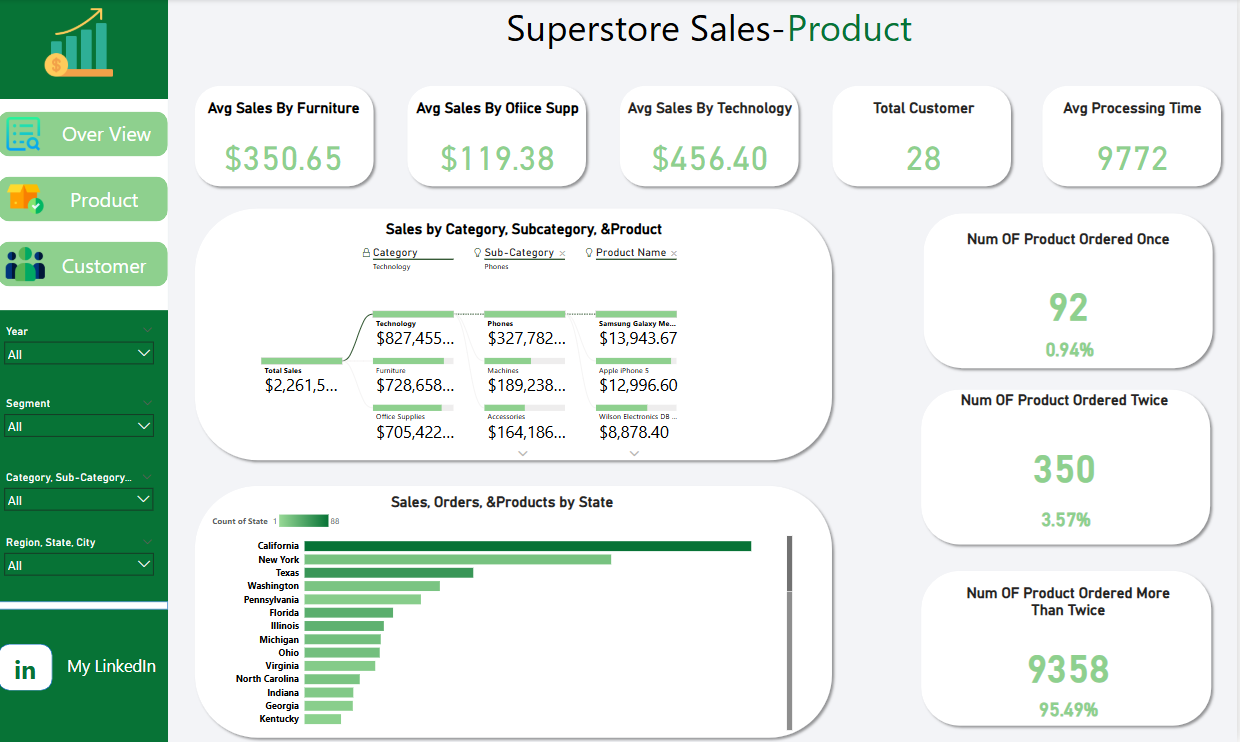 Superstore Sales-Product
Over View
Product
Customer
Year
All
Segment
All
Category, Sub-Category...
All
Region, State, City
All
in
My LinkedIn
Avg Sales By Furniture
$350.65
Avg Sales By Ofiice Supp
$119.38
Avg Sales By Technology
$456.40
Total Customer
28
Avg Processing Time
9772
Sales by Category, Subcategory, &Product
Category
Sub-Category
Product Name
Technology
Phones
Total Sales
$2,261,5...
Technology
$827,455...
Furniture
$728,658...
Office Supplies
$705,422...
Phones
$327,782...
Machines
$189,238...
Accessories
$164,186...
Samsung Galaxy Me...
$13,943.67
Apple iPhone 5
$12,996.60
Wilson Electronics DB ...
$8,878.40
Sales, Orders, &Products by State
Count of State 1 88
California
New York
Texas
Washington
Pennsylvania
Florida
Illinois
Michigan
Ohio
Virginia
North Carolina
Indiana
Georgia
Kentucky
Num OF Product Ordered Once
92
0.94%
Num OF Product Ordered Twice
350
3.57%
Num OF Product Ordered More
Than Twice
9358
95.49%